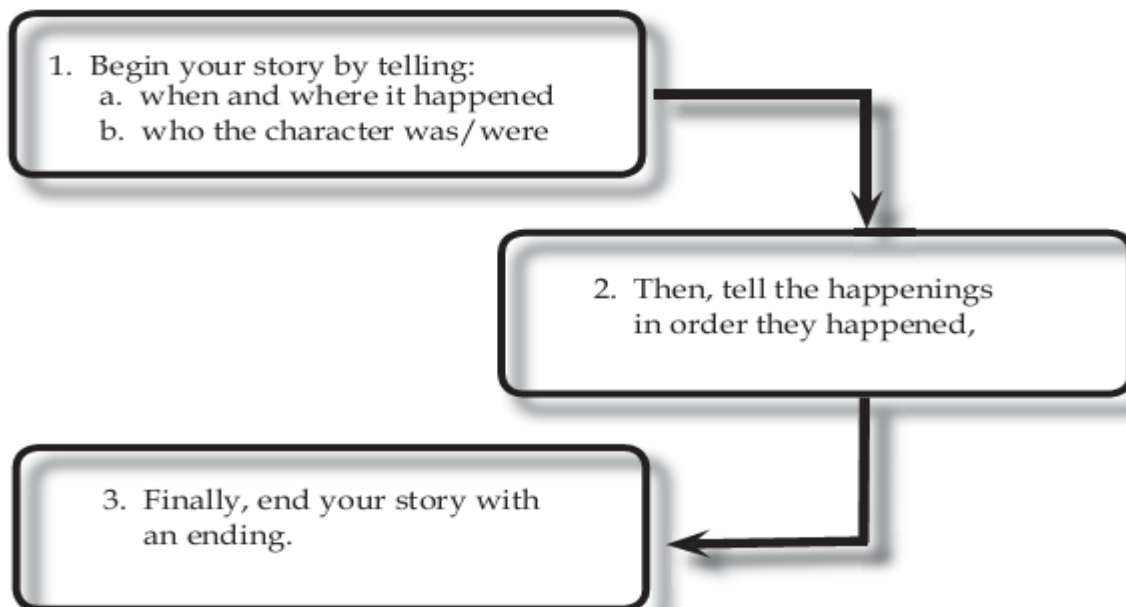 1. Begin your story by telling:
a. when and where it happened
b. who the character was/were
2. Then, tell the happenings
in order they happened,
3. Finally, end your story with
an ending.